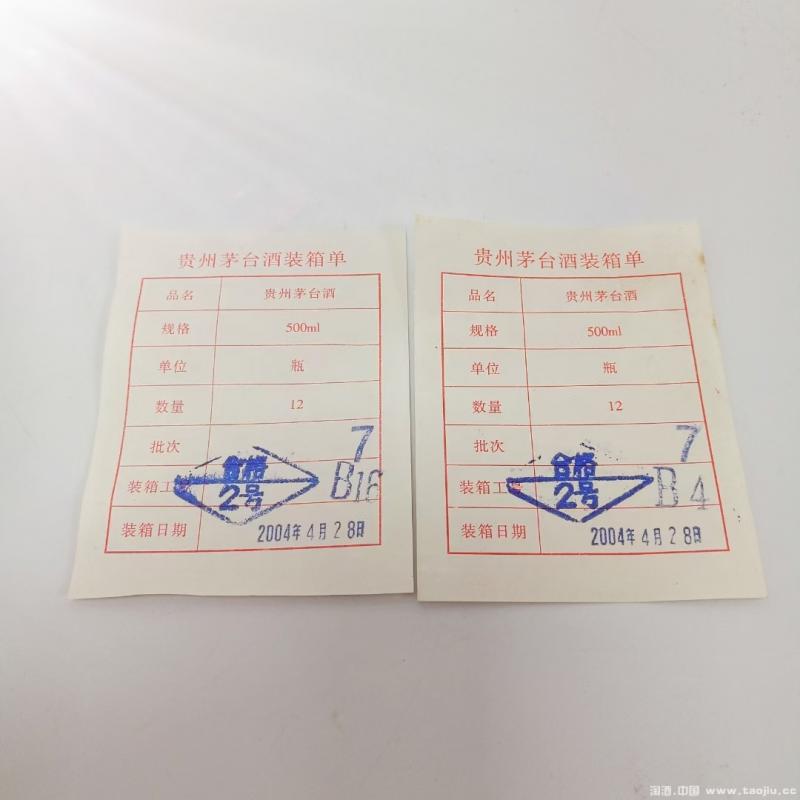 贵州茅台酒装箱单
品名 贵州茅台酒
规格 500ml
单位 瓶
数量 12
批次 7
合格
装箱工号 B16
2号
装箱日期 2004年4月28日
贵州茅台酒装箱单
品名 贵州茅台酒
规格 500ml
单位 瓶
数量 12
批次 7
合格
装箱工号 B4
2号
装箱日期 2004年4月28日
淘酒.中国 www.taojiu.cc